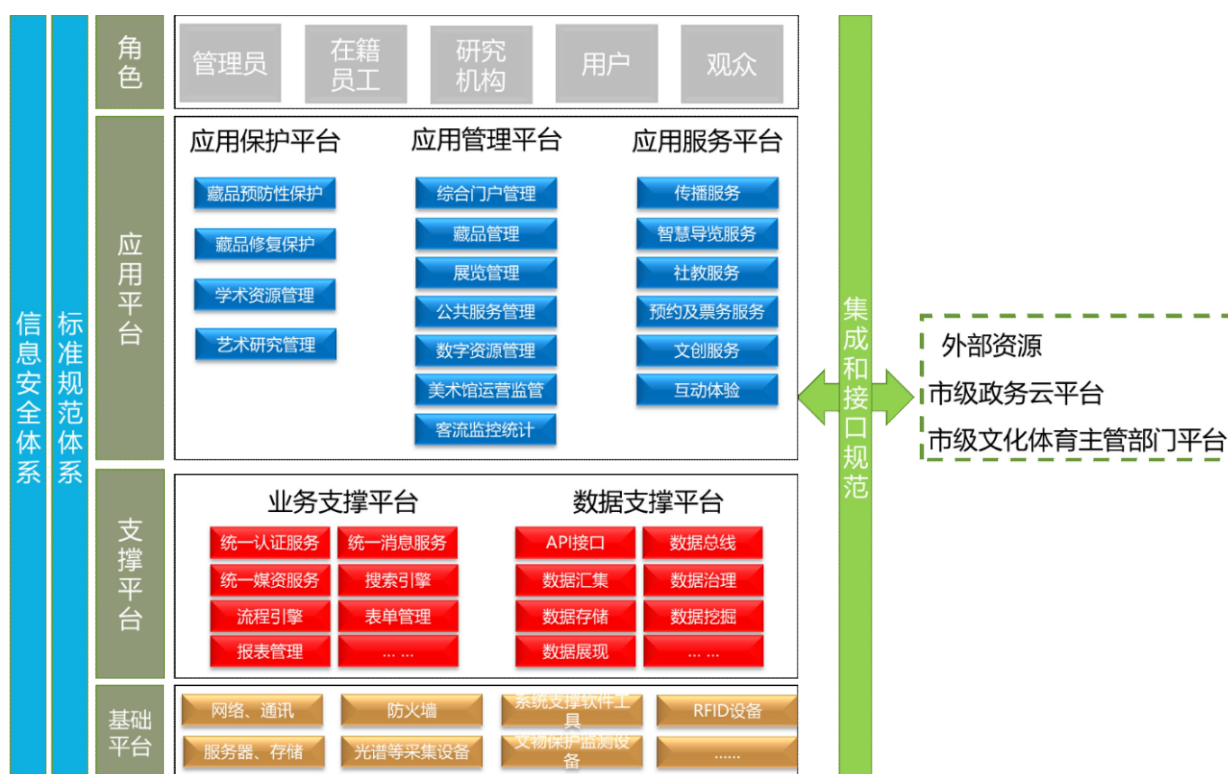 信息安全体系
标准规范体系
角色
管理员
在籍
员工
研究
机构
用户
观众
应用平台
应用保护平台
藏品预防性保护
藏品修复保护
学术资源管理
艺术研究管理
应用管理平台
综合门户管理
藏品管理
展览管理
公共服务管理
数字资源管理
美术馆运营监管
客流监控统计
应用服务平台
传播服务
智慧导览服务
社教服务
预约及票务服务
文创服务
互动体验
支撑平台
业务支撑平台
统一认证服务
统一消息服务
统一媒资服务
搜索引擎
流程引擎
表单管理
报表管理
... ...
数据支撑平台
API接口
数据总线
数据汇集
数据治理
数据存储
数据挖掘
数据展现
... ...
基础
平台
网络、通讯
防火墙
系统支撑软件工
具
RFID设备
服务器、存储
光谱等采集设备
文物保护监测设
备
......
集成和接口规范
外部资源
市级政务云平台
市级文化体育主管部门平台